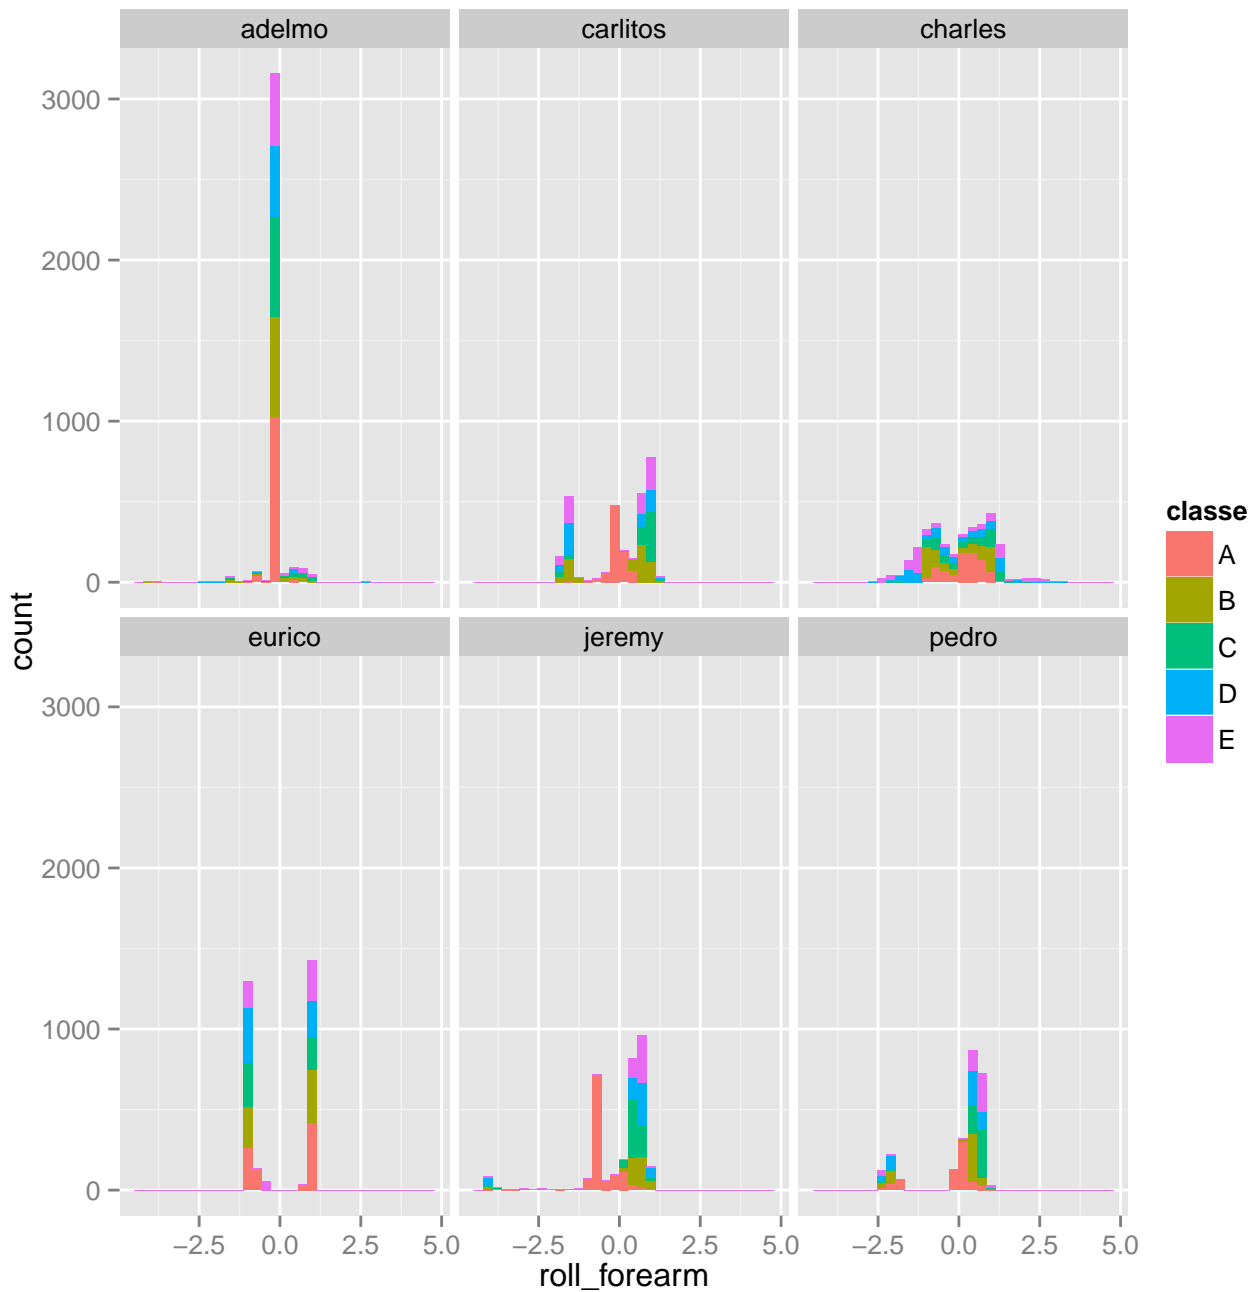 adelmo carlitos charles
3000
2000
1000
0
eurico jeremy pedro
3000
2000
1000
0
−2.5 0.0 2.5 5.0 −2.5 0.0 2.5 5.0 −2.5 0.0 2.5 5.0
roll_forearm
count
classe
A
B
C
D
E